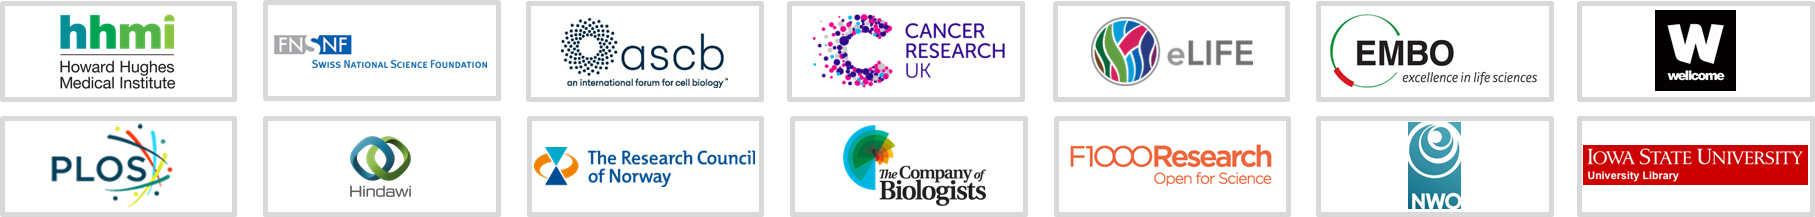 hhmi
Howard Hughes
Medical Institute
FNSNF
SWISS NATIONAL SCIENCE FOUNDATION
ascb
an international forum for cell biology™
CANCER
RESEARCH
UK
eLIFE
EMBO
excellence in life sciences
W
wellcome
PLOS
Hindawi
The Research Council
of Norway
The Company of
Biologists
F1000Research
Open for Science
NWO
IOWA STATE UNIVERSITY
University Library